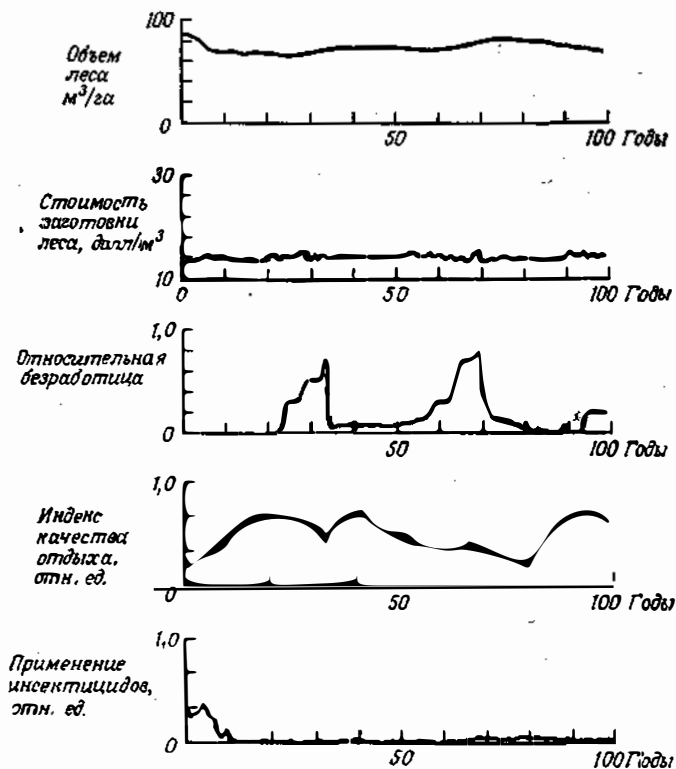 100
Объем
леса
м³/га
0
50
100 Годы
30
Стоимость
заготовки
леса, долл/м³
10
0
50
100 Годы
1,0
Относительная
безработица
0
50
100 Годы
1,0
Индекс
качества
отдыха,
отн. ед.
0
50
100 Годы
1,0
Применение
инсектицидов,
отн. ед.
0
50
100 Годы